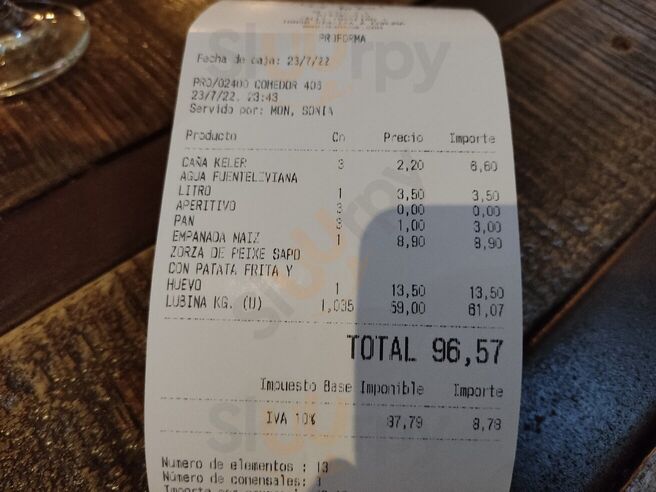 PROFORMA
Fecha de caja: 23/7/22
PRO/02400 COMEDOR 403
23/7/22, 23:43
Servido por: MON, SONIA
Producto Cn Precio Importe
CAÑA KELER 3 2,20 6,60
AGUA FUENTELIVIANA
LITRO 1 3,50 3,50
APERITIVO 3 0,00 0,00
PAN 3 1,00 3,00
EMPANADA MAIZ 1 8,90 8,90
ZORZA DE PEIXE SAPO
CON PATATA FRITA Y
HUEVO 1 13,50 13,50
LUBINA KG. (U) 1,035 59,00 61,07
TOTAL 96,57
Impuesto Base Imponible Importe
IVA 10% 87,79 8,78
Numero de elementos : 13
Número de comensales: 1
sluurpy
sluurpy
sluurpy